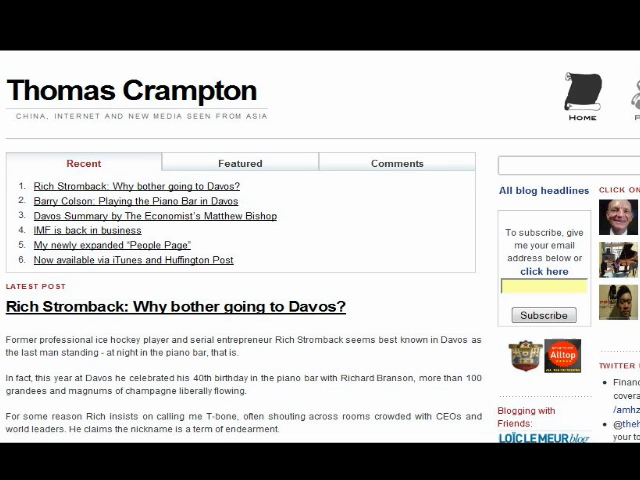 Thomas Crampton
CHINA, INTERNET AND NEW MEDIA SEEN FROM ASIA
HOME
Recent
Featured
Comments
1. Rich Stromback: Why bother going to Davos?
2. Barry Colson: Playing the Piano Bar in Davos
3. Davos Summary by The Economist's Matthew Bishop
4. IMF is back in business
5. My newly expanded "People Page"
6. Now available via iTunes and Huffington Post
LATEST POST
Rich Stromback: Why bother going to Davos?
Former professional ice hockey player and serial entrepreneur Rich Stromback seems best known in Davos as
the last man standing - at night in the piano bar, that is.
In fact, this year at Davos he celebrated his 40th birthday in the piano bar with Richard Branson, more than 100
grandees and magnums of champagne liberally flowing.
For some reason Rich insists on calling me T-bone, often shouting across rooms crowded with CEOs and
world leaders. He claims the nickname is a term of endearment.
All blog headlines
To subscribe, give
me your email
address below or
click here
Subscribe
Alltop
Blogging with
Friends:
LOÏCLEMEUR blog
CLICK ON
TWITTER
Financ
covera
/amhz
@theh
your to